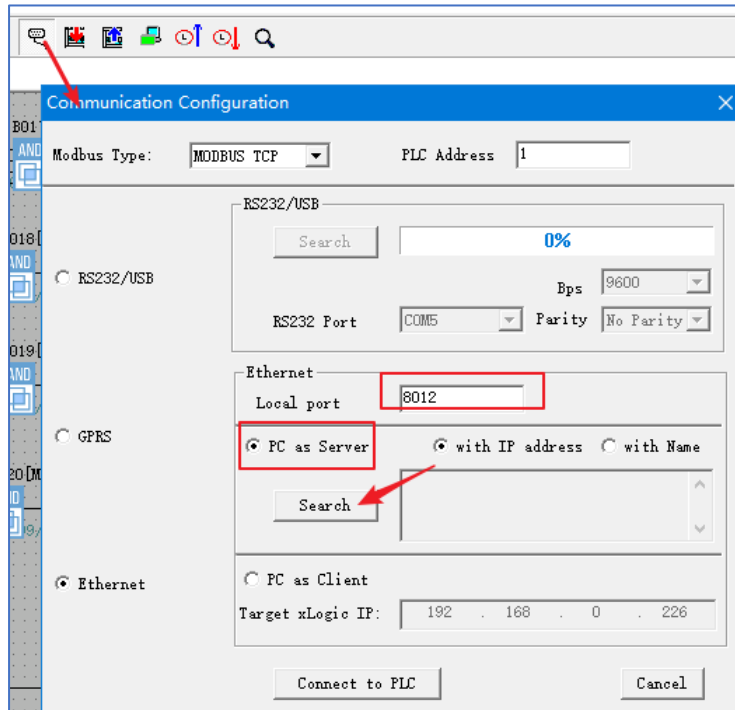 Communication Configuration
B01
AND
Modbus Type: MODBUS TCP PLC Address 1
RS232/USB
Search 0%
018[
AND
RS232/USB
Bps 9600
RS232 Port COM5 Parity No Parity
019[
AND
Ethernet
Local port 8012
GPRS
PC as Server with IP address with Name
20[M
Search
Ethernet
PC as Client
Target xLogic IP: 192 . 168 . 0 . 226
Connect to PLC Cancel